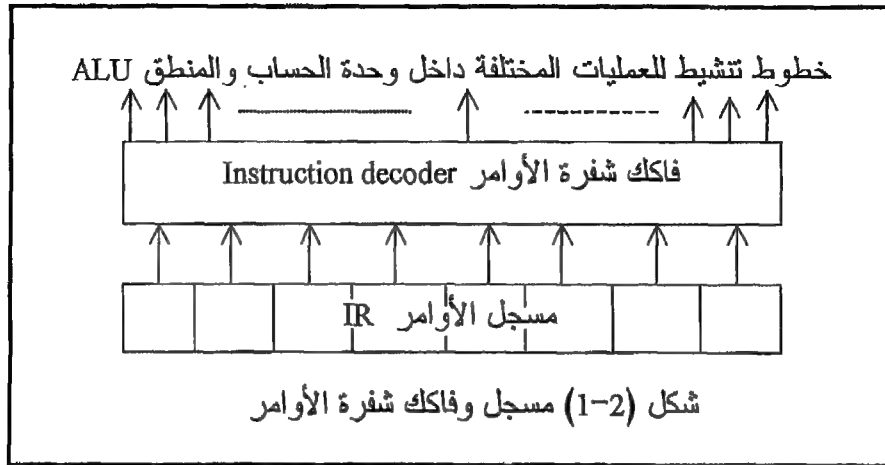 خطوط تنشيط للعمليات المختلفة داخل وحدة الحساب والمنطق ALU
فاكك شفرة الأوامر Instruction decoder
مسجل الأوامر IR
شكل (2-1) مسجل وفاكك شفرة الأوامر